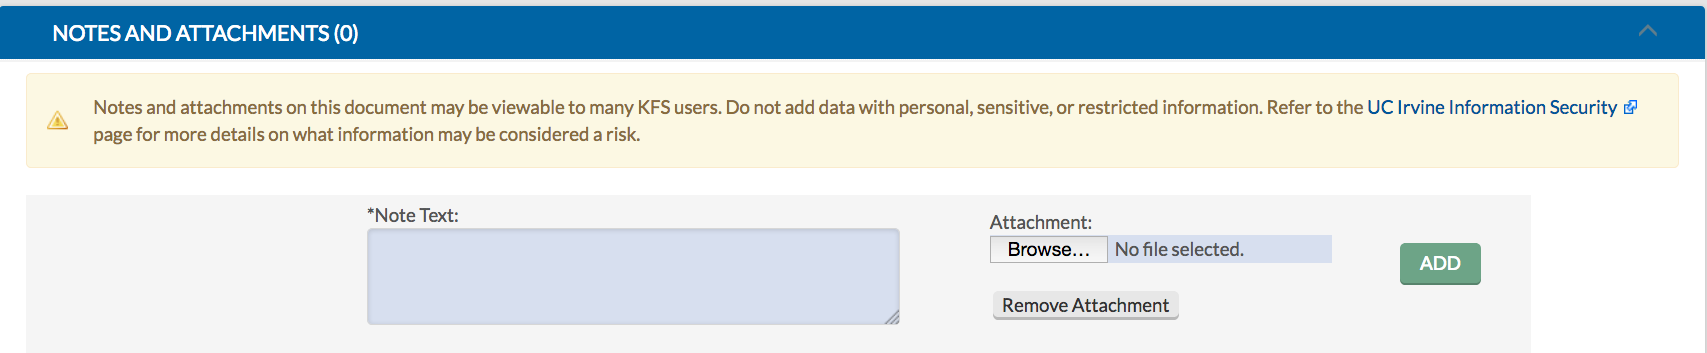 NOTES AND ATTACHMENTS (0)
Notes and attachments on this document may be viewable to many KFS users. Do not add data with personal, sensitive, or restricted information. Refer to the UC Irvine Information Security
page for more details on what information may be considered a risk.
*Note Text:
Attachment:
Browse... No file selected.
ADD
Remove Attachment